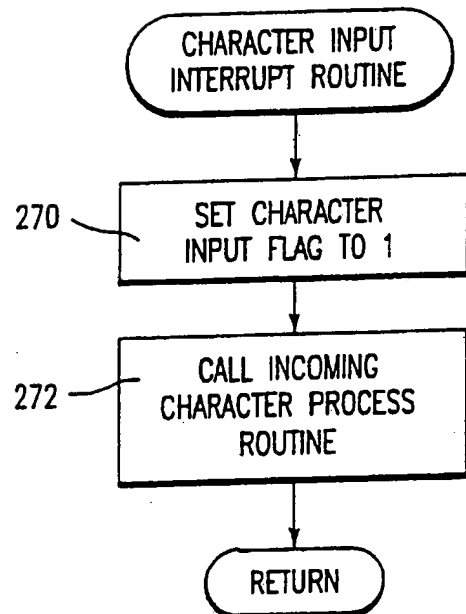 CHARACTER INPUT
INTERRUPT ROUTINE
270
SET CHARACTER
INPUT FLAG TO 1
272
CALL INCOMING
CHARACTER PROCESS
ROUTINE
RETURN